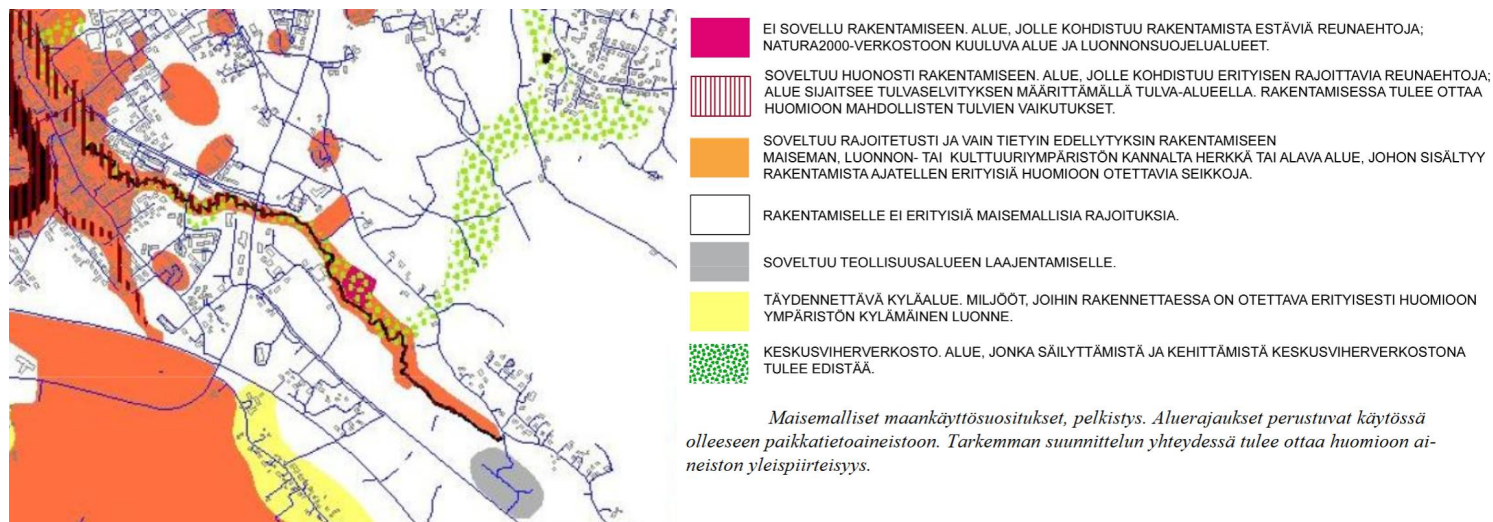 EI SOVELLU RAKENTAMISEEN. ALUE, JOLLE KOHDISTUU RAKENTAMISTA ESTÄVIÄ REUNAEHTOJA;
NATURA2000-VERKOSTOON KUULUVA ALUE JA LUONNONSUOJELUALUEET.
SOVELTUU HUONOSTI RAKENTAMISEEN. ALUE, JOLLE KOHDISTUU ERITYISEN RAJOITTAVIA REUNAEHTOJA;
ALUE SIJAITSEE TULVASELVITYKSEN MÄÄRITTÄMÄLLÄ TULVA-ALUEELLA. RAKENTAMISESSA TULEE OTTAA
HUOMIOON MAHDOLLISTEN TULVIEN VAIKUTUKSET.
SOVELTUU RAJOITETUSTI JA VAIN TIETYIN EDELLYTYKSIN RAKENTAMISEEN
MAISEMAN, LUONNON- TAI KULTTUURIYMPÄRISTÖN KANNALTA HERKKÄ TAI ALAVA ALUE, JOHON SISÄLTYY
RAKENTAMISTA AJATELLEN ERITYISIÄ HUOMIOON OTETTAVIA SEIKKOJA.
RAKENTAMISELLE EI ERITYISIÄ MAISEMALLISIA RAJOITUKSIA.
SOVELTUU TEOLLISUUSALUEEN LAAJENTAMISELLE.
TÄYDENNETTÄVÄ KYLÄALUE. MILJÖÖT, JOIHIN RAKENNETTAESSA ON OTETTAVA ERITYISESTI HUOMIOON
YMPÄRISTÖN KYLÄMÄINEN LUONNE.
KESKUSVIHERVERKOSTO. ALUE, JONKA SÄILYTTÄMISTÄ JA KEHITTÄMISTÄ KESKUSVIHERVERKOSTONA
TULEE EDISTÄÄ.
Maisemalliset maankäyttösuositukset, pelkistys. Aluerajaukset perustuvat käytössä
olleeseen paikkatietoaineistoon. Tarkemman suunnittelun yhteydessä tulee ottaa huomioon ai-
neiston yleispiirteisyys.